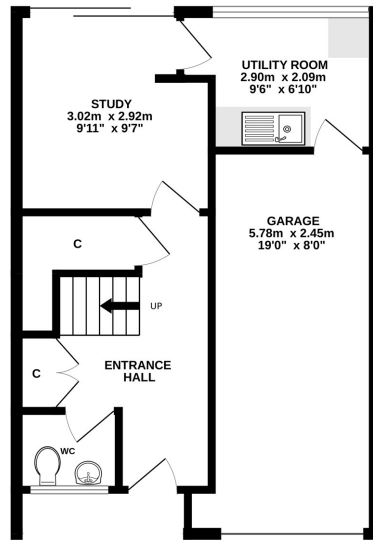 UTILITY ROOM
2.90m x 2.09m
9'6" x 6'10"
STUDY
3.02m x 2.92m
9'11" x 9'7"
GARAGE
5.78m x 2.45m
19'0" x 8'0"
C
UP
ENTRANCE
HALL
C
WC